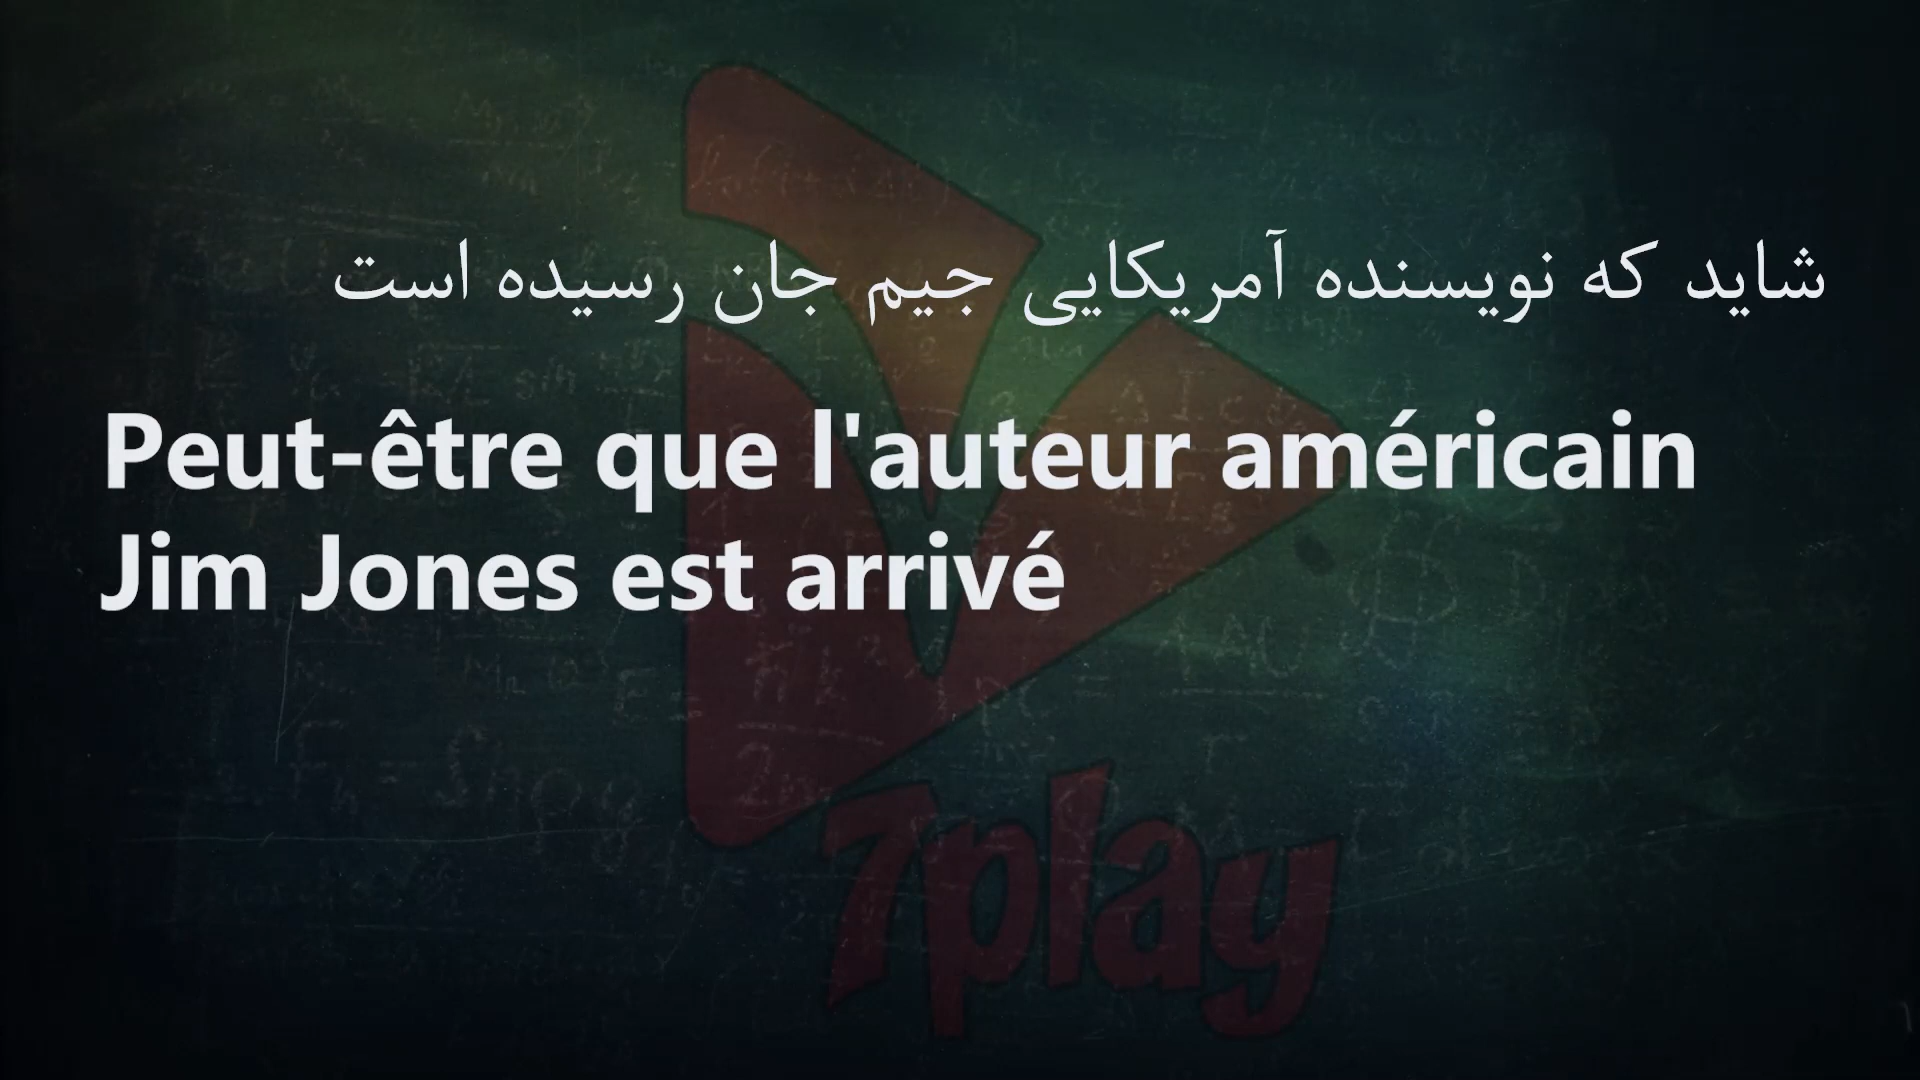 شاید که نویسنده آمریکایی جیم جان رسیده است
Peut-être que l'auteur américain
Jim Jones est arrivé
7play